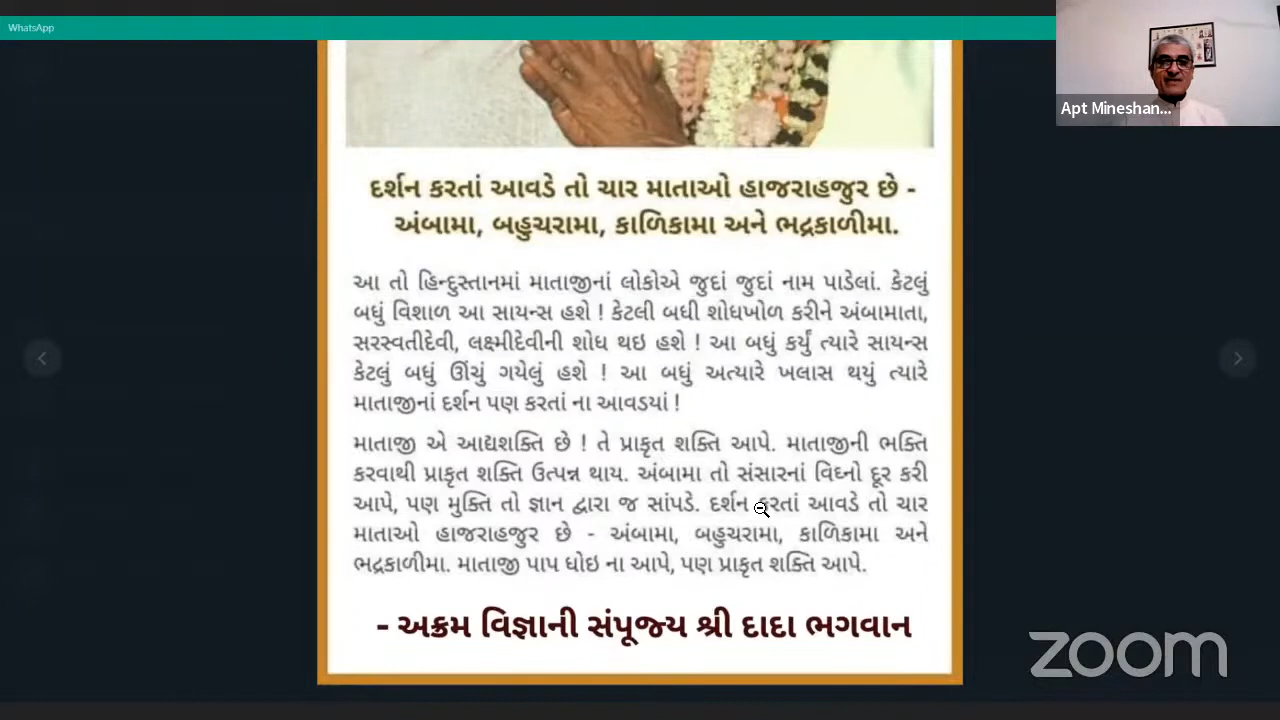 WhatsApp
Apt Mineshan...
દર્શન કરતાં આવડે તો ચાર માતાઓ હાજરાહજુર છે -
અંબામા, બહુચરામા, કાળિકામા અને ભદ્રકાળીમા.
આ તો હિન્દુસ્તાનમાં માતાજીનાં લોકોએ જુદાં જુદાં નામ પાડેલાં. કેટલું
બધું વિશાળ આ સાયન્સ હશે ! કેટલી બધી શોધખોળ કરીને અંબામાતા,
સરસ્વતીદેવી, લક્ષ્મીદેવીની શોધ થઇ હશે ! આ બધું કર્યું ત્યારે સાયન્સ
કેટલું બધું ઊંચું ગયેલું હશે ! આ બધું અત્યારે ખલાસ થયું ત્યારે
માતાજીનાં દર્શન પણ કરતાં ના આવડયાં !
માતાજી એ આદ્યશક્તિ છે ! તે પ્રાકૃત શક્તિ આપે. માતાજીની ભક્તિ
કરવાથી પ્રાકૃત શક્તિ ઉત્પન્ન થાય. અંબામા તો સંસારનાં વિઘ્નો દૂર કરી
આપે, પણ મુક્તિ તો જ્ઞાન દ્વારા જ સાંપડે. દર્શન કરતાં આવડે તો ચાર
માતાઓ હાજરાહજુર છે - અંબામા, બહુચરામા, કાળિકામા અને
ભદ્રકાળીમા. માતાજી પાપ ધોઇ ના આપે, પણ પ્રાકૃત શક્તિ આપે.
- અક્રમ વિજ્ઞાની સંપૂજ્ય શ્રી દાદા ભગવાન
zoom